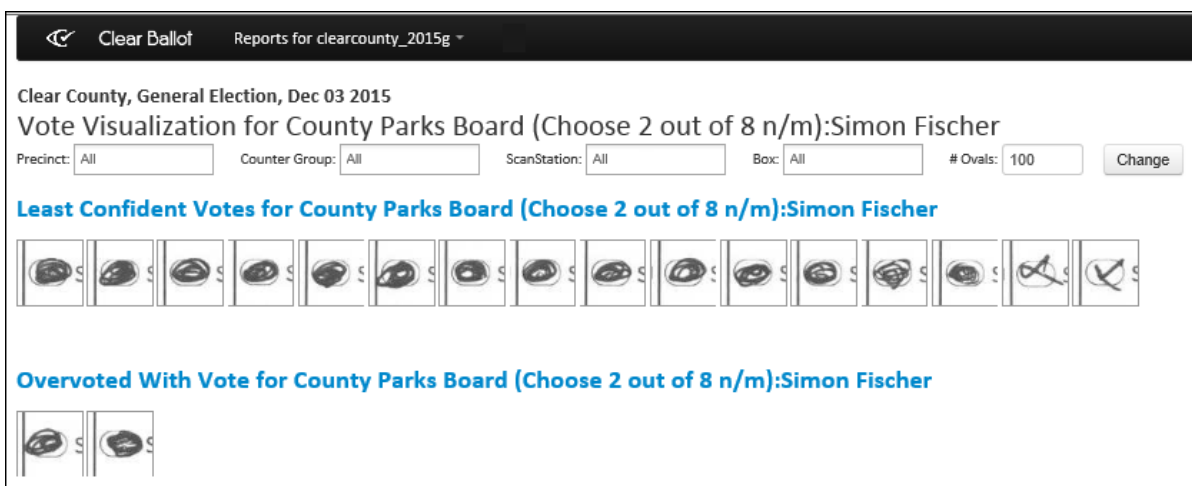 Clear Ballot Reports for clearcounty_2015g
Clear County, General Election, Dec 03 2015
Vote Visualization for County Parks Board (Choose 2 out of 8 n/m):Simon Fischer
Precinct: All Counter Group: All ScanStation: All Box: All # Ovals: 100 Change
Least Confident Votes for County Parks Board (Choose 2 out of 8 n/m):Simon Fischer
S S S S S S S S S S S S S S S S
Overvoted With Vote for County Parks Board (Choose 2 out of 8 n/m):Simon Fischer
S S